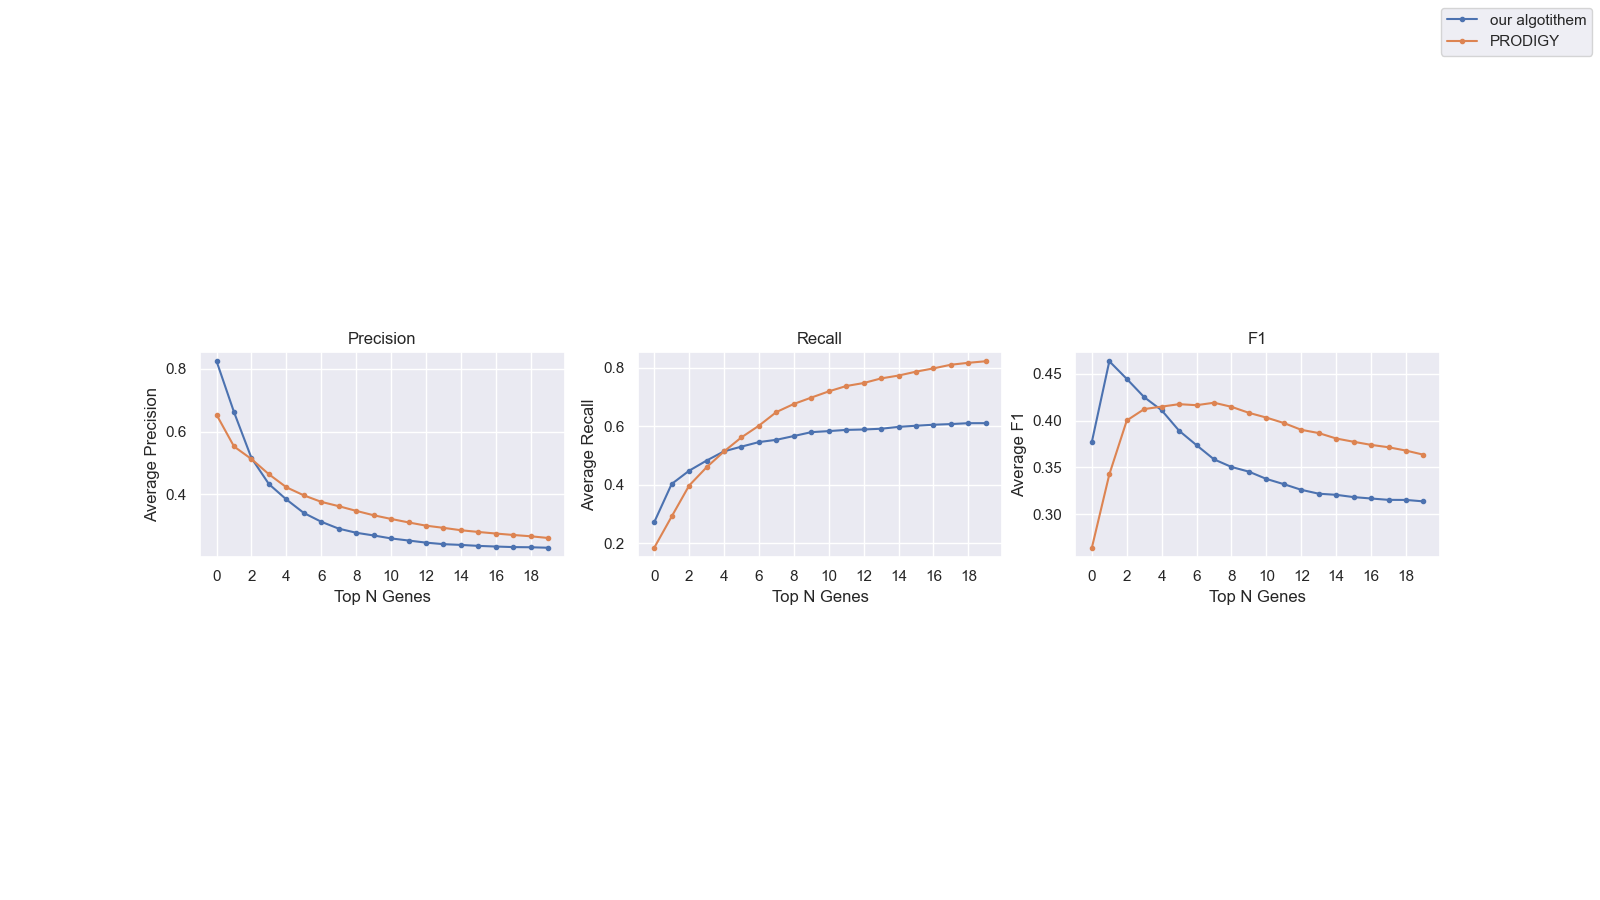 our algotithem
PRODIGY
Precision
Recall
F1
Average Precision
0.8
0.6
0.4
0 2 4 6 8 10 12 14 16 18
Top N Genes
Average Recall
0.8
0.6
0.4
0.2
0 2 4 6 8 10 12 14 16 18
Top N Genes
Average F1
0.45
0.40
0.35
0.30
0 2 4 6 8 10 12 14 16 18
Top N Genes